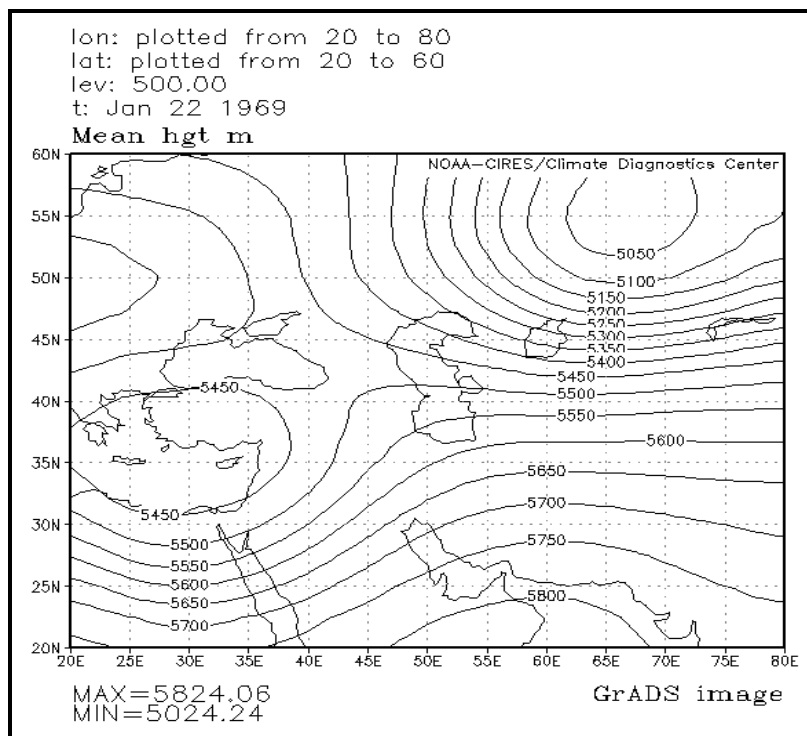 lon: plotted from 20 to 80
lat: plotted from 20 to 60
lev: 500.00
t: Jan 22 1969
Mean hgt m
NOAA-CIRES/Climate Diagnostics Center
60N
55N
50N
45N
40N
35N
30N
25N
20N
5050
5100
5150
5200
5250
5300
5350
5400
5450
5500
5550
5600
5650
5700
5750
5800
5450
5450
5500
5550
5600
5650
5700
20E
25E
30E
35E
40E
45E
50E
55E
60E
65E
70E
75E
80E
MAX=5824.06
MIN=5024.24
GrADS image